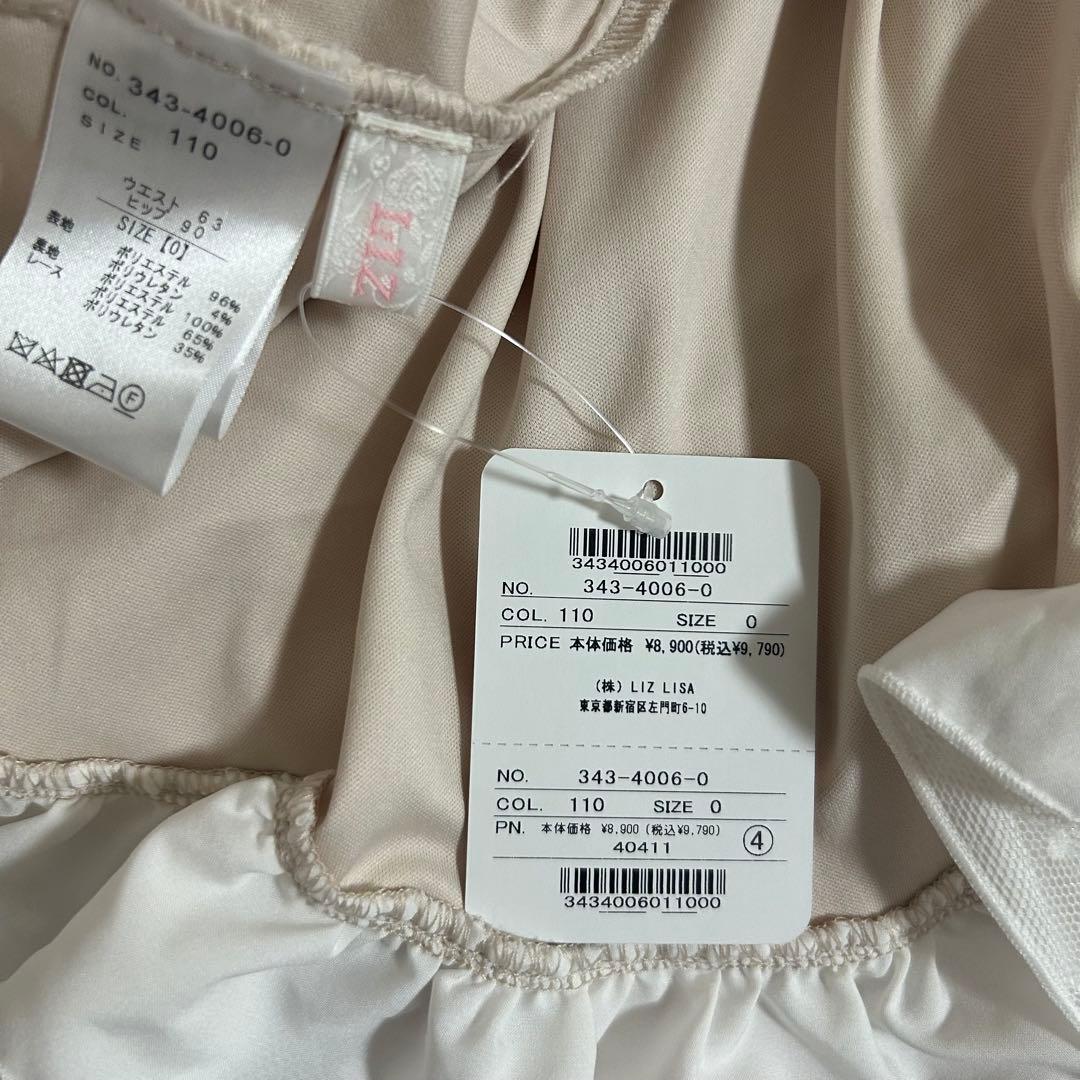 NO. 343-4006-0
COL. 110
SIZE
ウエスト 63
ヒップ 90
SIZE【0】
表地 ポリエステル 96%
ポリウレタン 4%
裏地 ポリエステル 100%
レース ポリエステル 65%
ポリウレタン 35%
F
LIZ
3434006011000
NO. 343-4006-0
COL. 110 SIZE 0
PRICE 本体価格 ¥8,900(税込¥9,790)
(株) LIZ LISA
東京都新宿区左門町6-10
NO. 343-4006-0
COL. 110 SIZE 0
PN. 本体価格 ¥8,900 (税込¥9,790)
40411 ④
3434006011000